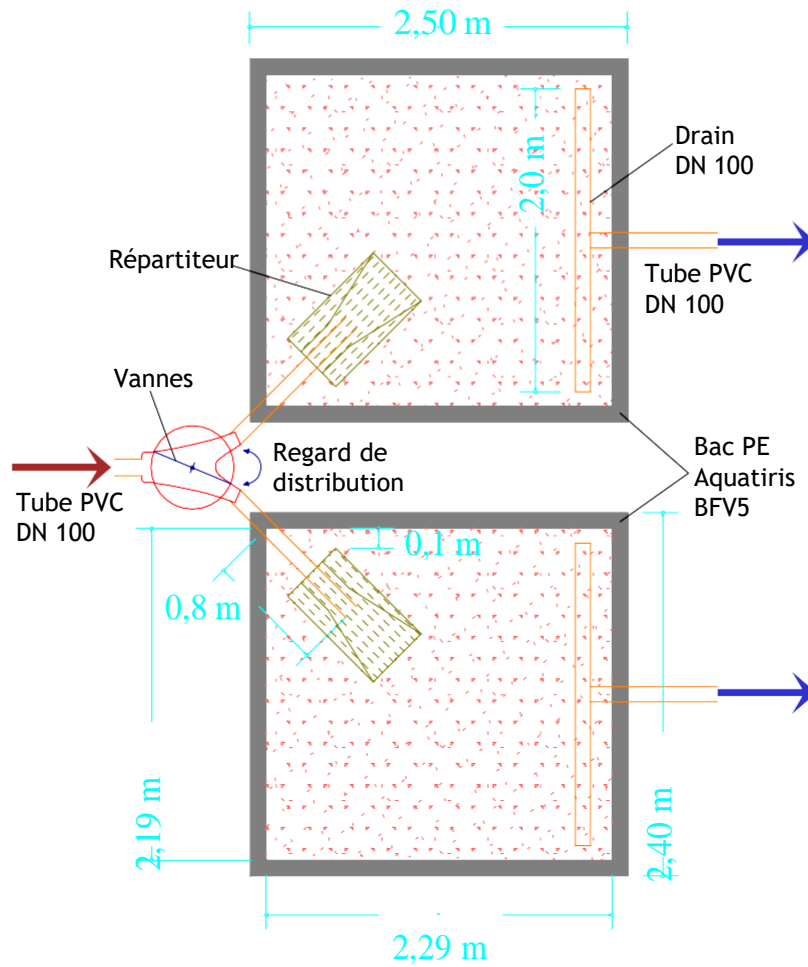 2,50 m
Drain
DN 100
2,0 m
Répartiteur
Tube PVC
DN 100
Vannes
Regard de
distribution
Bac PE
Aquatiris
BFV5
Tube PVC
DN 100
0,1 m
0,8 m
2,19 m
2,40 m
2,29 m